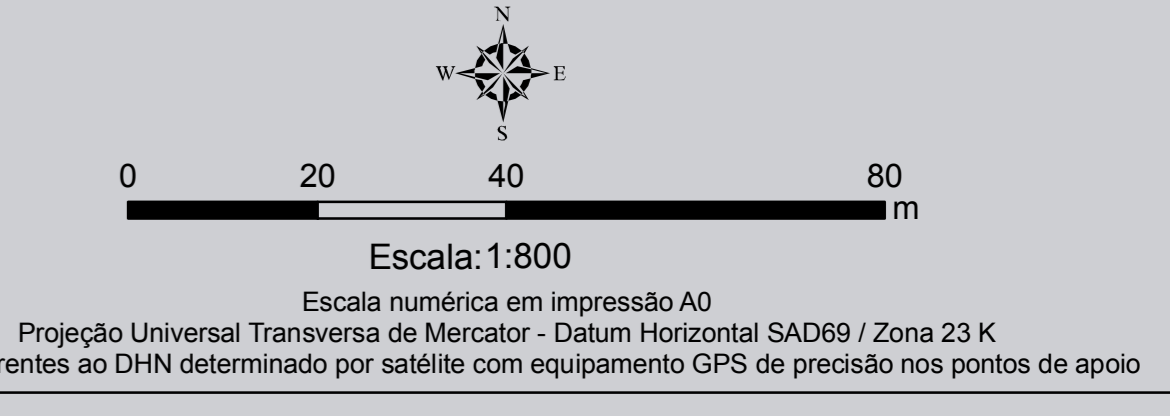 N
W E
S
0 20 40 80
m
Escala: 1:800
Escala numérica em impressão A0
Projeção Universal Transversa de Mercator - Datum Horizontal SAD69 / Zona 23 K
ao DHN determinado por satélite com equipamento GPS de precisão nos pontos de apoio